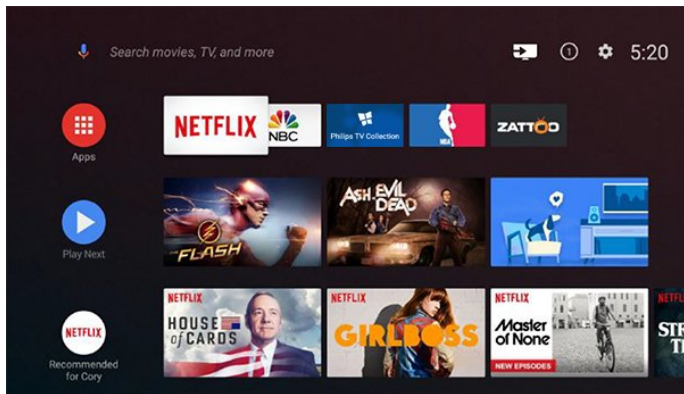 Search movies, TV, and more
1
5:20
Apps
NETFLIX
NBC
Philips TV Collection
NBA
ZATTOO
Play Next
THE FLASH
ASH VS EVIL
DEAD
NETFLIX
Recommended
for Cory
NETFLIX
HOUSE
of CARDS
NETFLIX
GIRLBOSS
NETFLIX
Master
of None
NEW EPISODES
NETFLIX